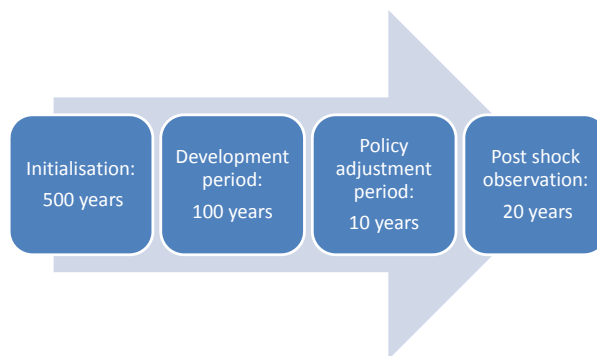 Initialisation:
500 years
Development
period:
100 years
Policy
adjustment
period:
10 years
Post shock
observation:
20 years